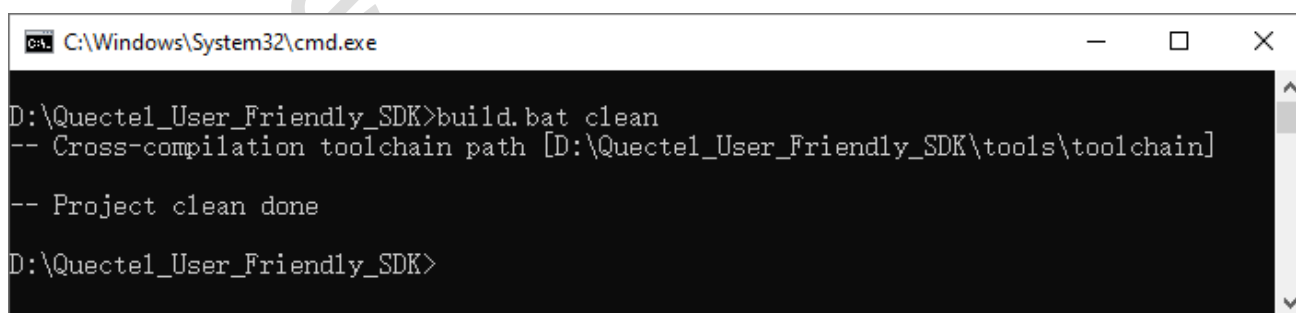 C:\Windows\System32\cmd.exe
D:\Quectel_User_Friendly_SDK>build.bat clean
-- Cross-compilation toolchain path [D:\Quectel_User_Friendly_SDK\tools\toolchain]
-- Project clean done
D:\Quectel_User_Friendly_SDK>